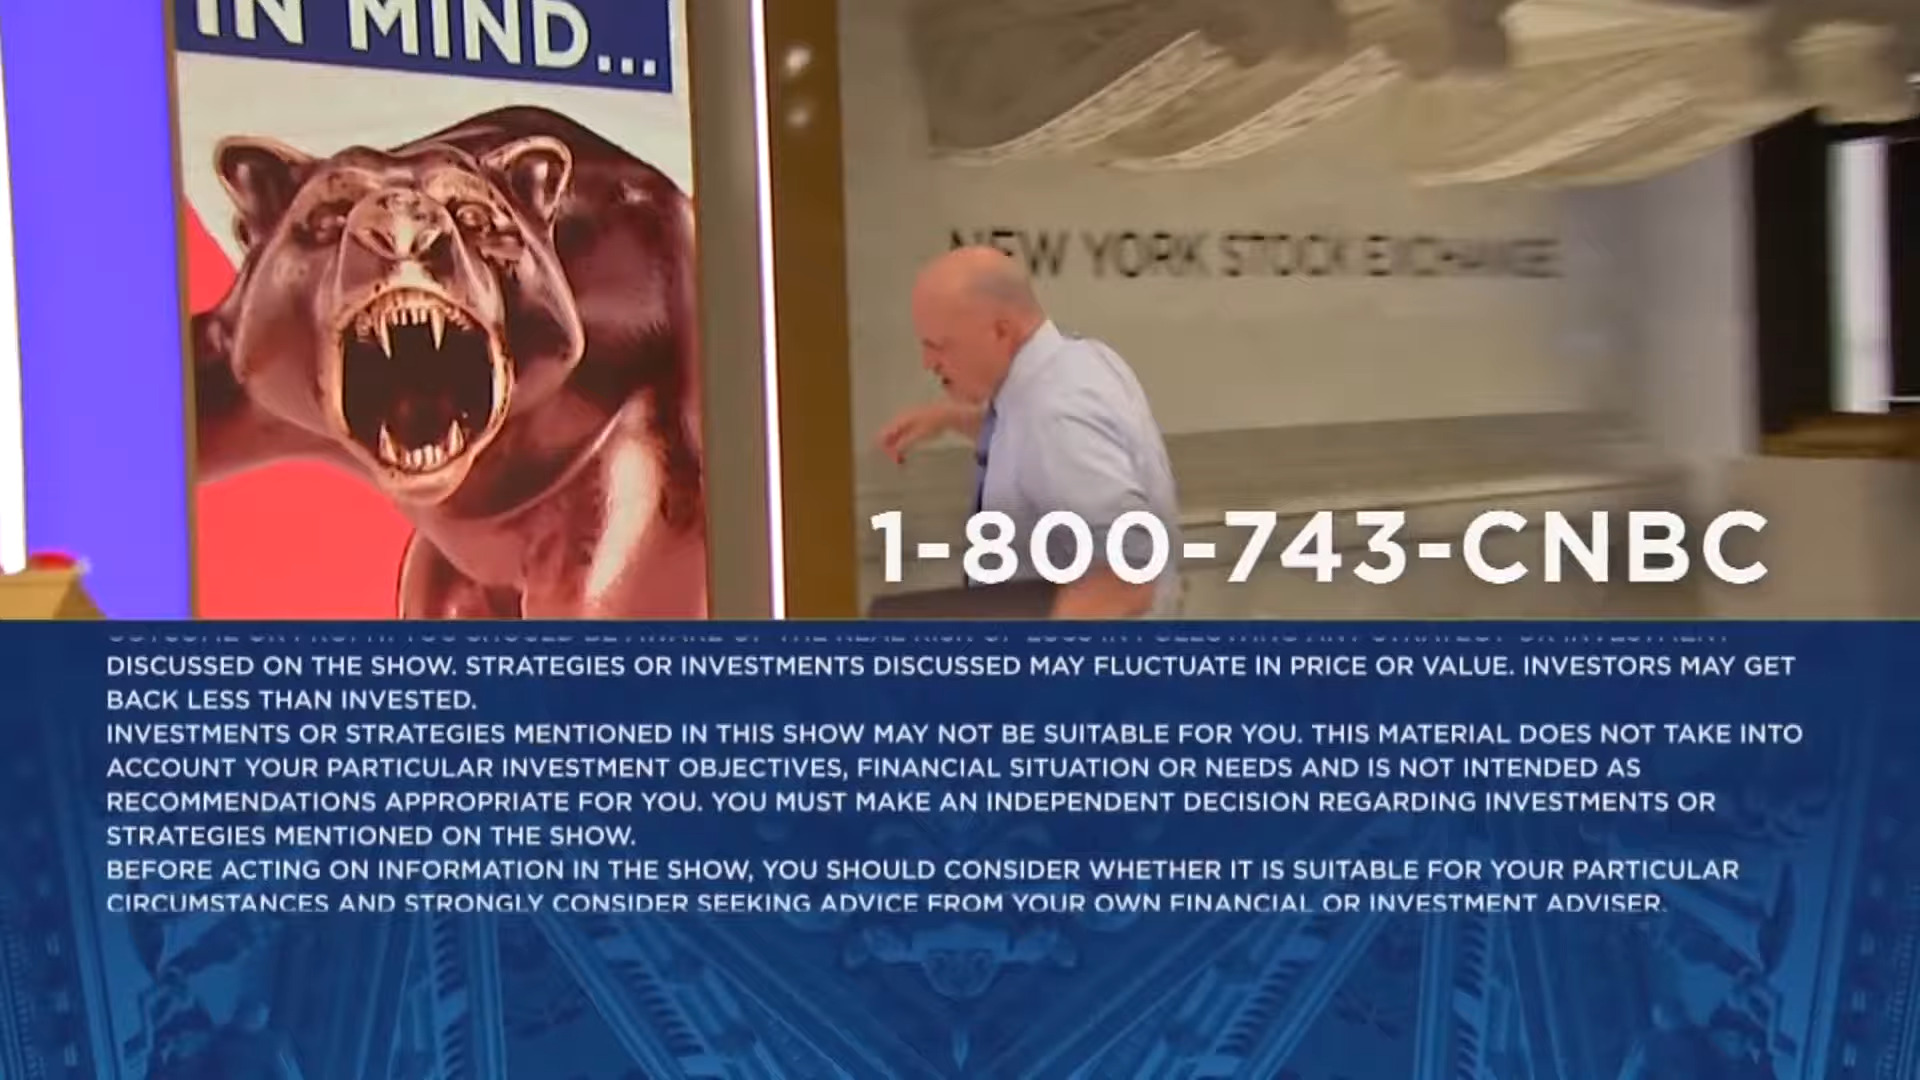 IN MIND...
NEW YORK STOCK EXCHANGE
1-800-743-CNBC
DISCUSSED ON THE SHOW. STRATEGIES OR INVESTMENTS DISCUSSED MAY FLUCTUATE IN PRICE OR VALUE. INVESTORS MAY GET
BACK LESS THAN INVESTED.
INVESTMENTS OR STRATEGIES MENTIONED IN THIS SHOW MAY NOT BE SUITABLE FOR YOU. THIS MATERIAL DOES NOT TAKE INTO
ACCOUNT YOUR PARTICULAR INVESTMENT OBJECTIVES, FINANCIAL SITUATION OR NEEDS AND IS NOT INTENDED AS
RECOMMENDATIONS APPROPRIATE FOR YOU. YOU MUST MAKE AN INDEPENDENT DECISION REGARDING INVESTMENTS OR
STRATEGIES MENTIONED ON THE SHOW.
BEFORE ACTING ON INFORMATION IN THE SHOW, YOU SHOULD CONSIDER WHETHER IT IS SUITABLE FOR YOUR PARTICULAR
CIRCUMSTANCES AND STRONGLY CONSIDER SEEKING ADVICE FROM YOUR OWN FINANCIAL OR INVESTMENT ADVISER.